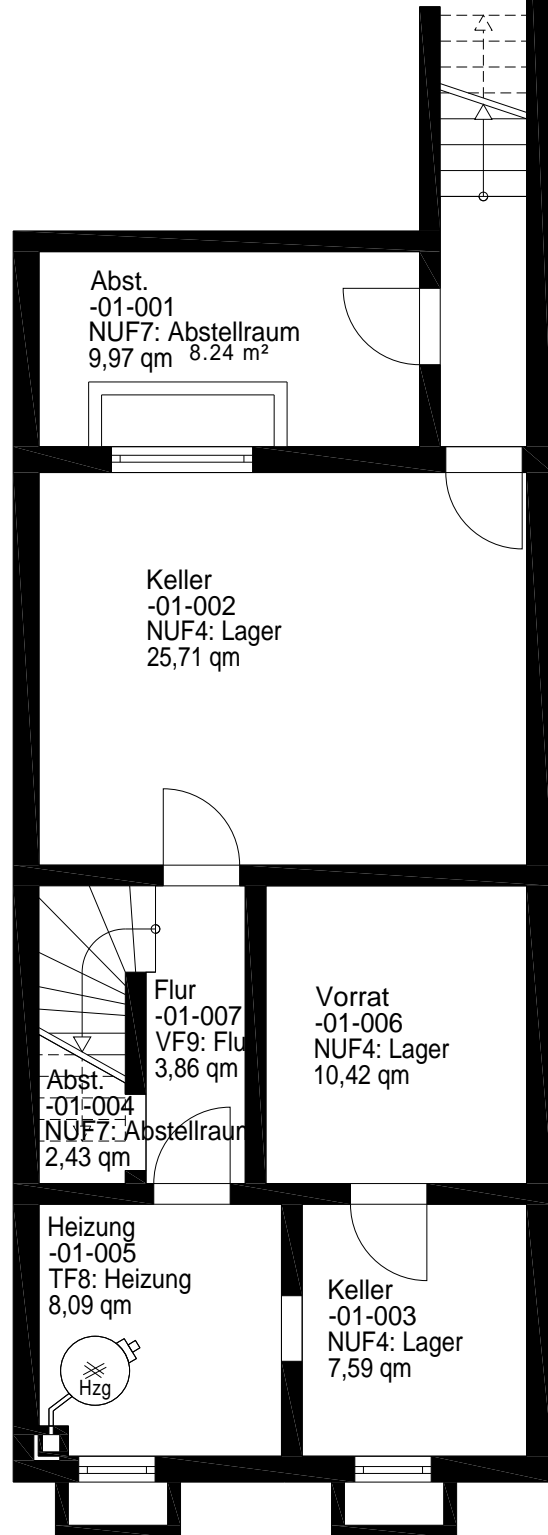 Abst.
-01-001
NUF7: Abstellraum
9,97 qm 8.24 m²
Keller
-01-002
NUF4: Lager
25,71 qm
Flur
-01-007
VF9: Flu
3,86 qm
Vorrat
-01-006
NUF4: Lager
10,42 qm
Abst.
-01-004
NUF7: Abstellraum
2,43 qm
Heizung
-01-005
TF8: Heizung
8,09 qm
Hzg
Keller
-01-003
NUF4: Lager
7,59 qm